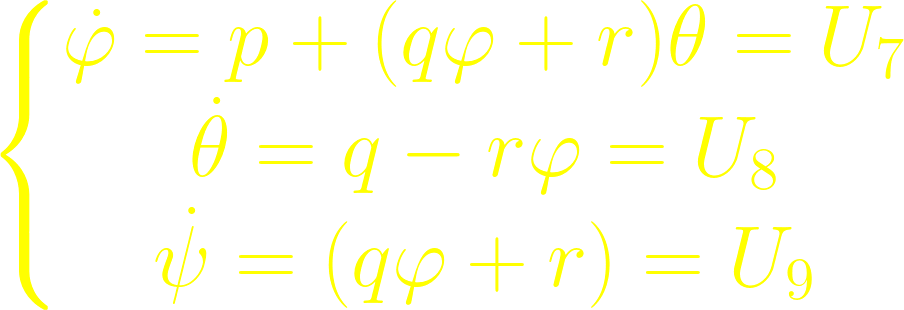 φ̇ = p + (qφ + r)θ = U₇
θ̇ = q − rφ = U₈
ψ̇ = (qφ + r) = U₉